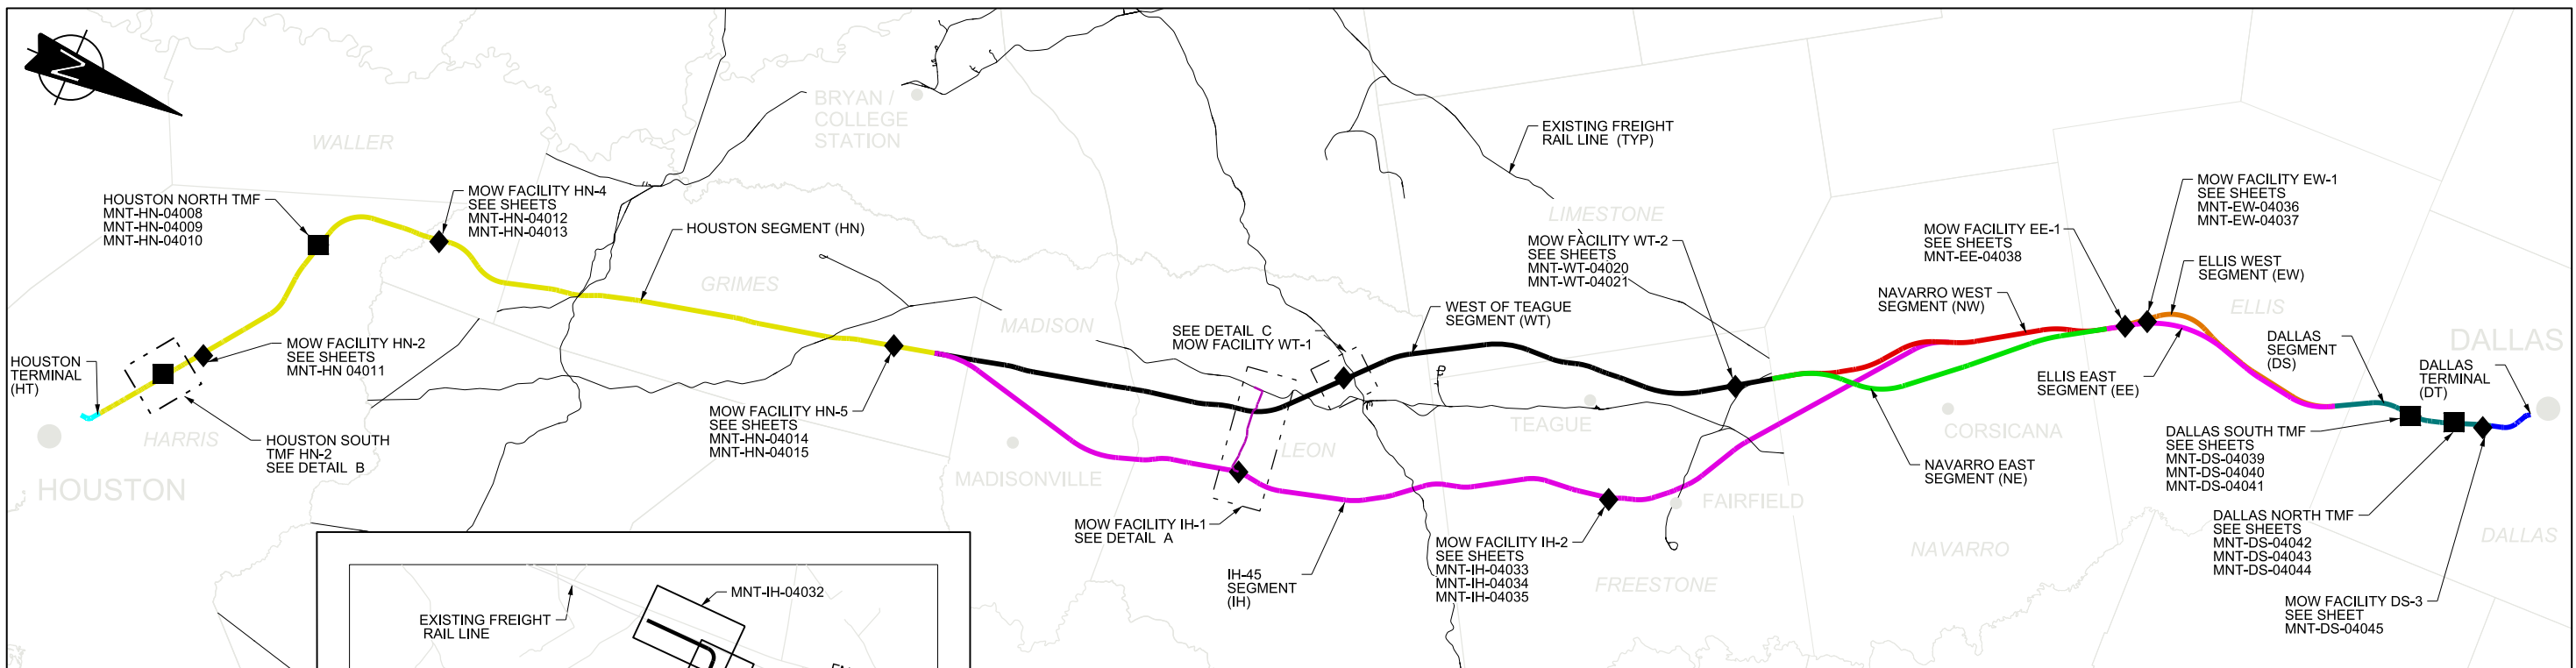 N
WALLER
BRYAN /
COLLEGE
STATION
HOUSTON NORTH TMF
MNT-HN-04008
MNT-HN-04009
MNT-HN-04010
MOW FACILITY HN-4
SEE SHEETS
MNT-HN-04012
MNT-HN-04013
HOUSTON SEGMENT (HN)
GRIMES
HOUSTON
TERMINAL
(HT)
MOW FACILITY HN-2
SEE SHEETS
MNT-HN 04011
HARRIS
HOUSTON SOUTH
TMF HN-2
SEE DETAIL B
HOUSTON
MOW FACILITY HN-5
SEE SHEETS
MNT-HN-04014
MNT-HN-04015
MADISON
MADISONVILLE
SEE DETAIL C
MOW FACILITY WT-1
WEST OF TEAGUE
SEGMENT (WT)
EXISTING FREIGHT
RAIL LINE (TYP)
LIMESTONE
MOW FACILITY WT-2
SEE SHEETS
MNT-WT-04020
MNT-WT-04021
LEON
TEAGUE
MOW FACILITY IH-1
SEE DETAIL A
IH-45
SEGMENT
(IH)
MOW FACILITY IH-2
SEE SHEETS
MNT-IH-04033
MNT-IH-04034
MNT-IH-04035
FAIRFIELD
FREESTONE
NAVARRO WEST
SEGMENT (NW)
MOW FACILITY EE-1
SEE SHEETS
MNT-EE-04038
MOW FACILITY EW-1
SEE SHEETS
MNT-EW-04036
MNT-EW-04037
ELLIS WEST
SEGMENT (EW)
ELLIS
ELLIS EAST
SEGMENT (EE)
CORSICANA
NAVARRO EAST
SEGMENT (NE)
NAVARRO
DALLAS
SEGMENT
(DS)
DALLAS
DALLAS
TERMINAL
(DT)
DALLAS SOUTH TMF
SEE SHEETS
MNT-DS-04039
MNT-DS-04040
MNT-DS-04041
DALLAS NORTH TMF
SEE SHEETS
MNT-DS-04042
MNT-DS-04043
MNT-DS-04044
DALLAS
MOW FACILITY DS-3
SEE SHEET
MNT-DS-04045
MNT-IH-04032
EXISTING FREIGHT
RAIL LINE